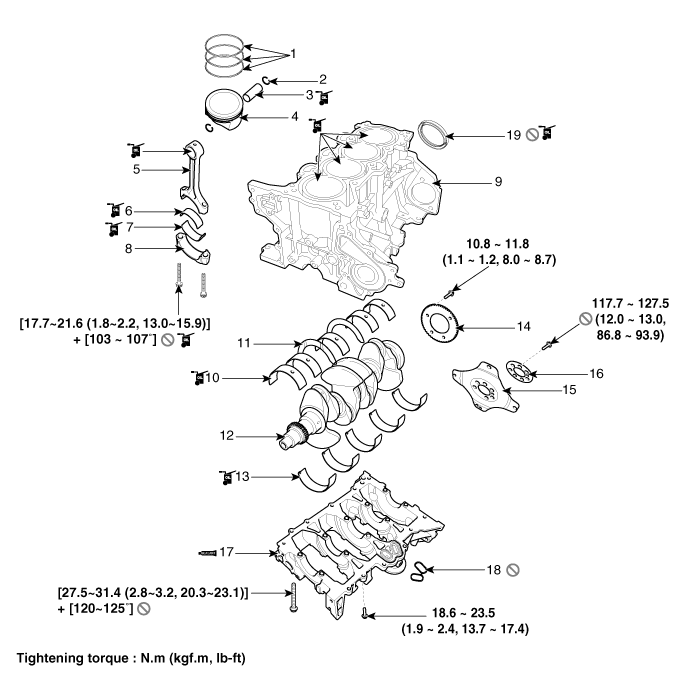 1
2
3
4
19
5
9
6
7
8
10.8 ~ 11.8
(1.1 ~ 1.2, 8.0 ~ 8.7)
117.7 ~ 127.5
(12.0 ~ 13.0,
86.8 ~ 93.9)
[17.7~21.6 (1.8~2.2, 13.0~15.9)]
+ [103 ~ 107˚]
14
11
16
10
15
12
13
17
18
[27.5~31.4 (2.8~3.2, 20.3~23.1)]
+ [120~125˚]
18.6 ~ 23.5
(1.9 ~ 2.4, 13.7 ~ 17.4)
Tightening torque : N.m (kgf.m, lb-ft)